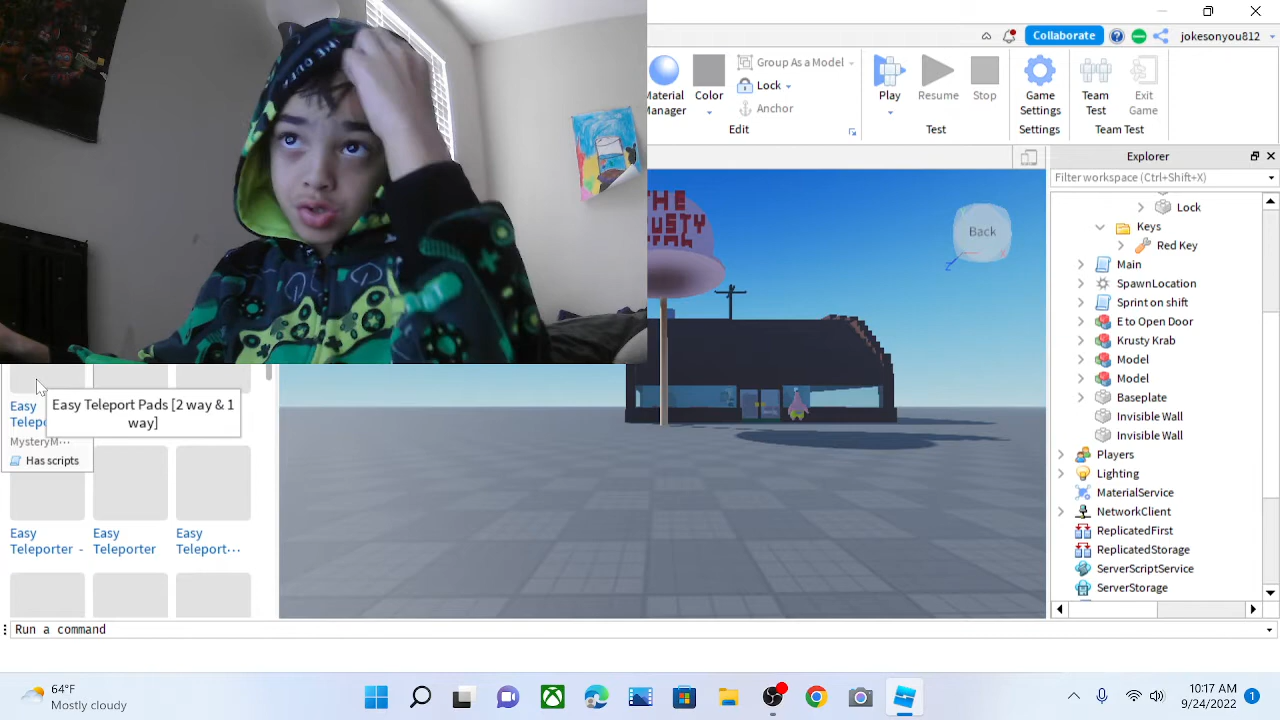 Collaborate
jokesonyou812
Material
Manager
Color
Group As a Model
Lock
Anchor
Edit
Play
Resume
Stop
Test
Game
Settings
Settings
Team
Test
Exit
Game
Team Test
Explorer
Filter workspace (Ctrl+Shift+X)
Lock
Keys
Red Key
Main
SpawnLocation
Sprint on shift
E to Open Door
Krusty Krab
Model
Model
Baseplate
Invisible Wall
Invisible Wall
Players
Lighting
MaterialService
NetworkClient
ReplicatedFirst
ReplicatedStorage
ServerScriptService
ServerStorage
Back
z
Easy
Telep
Easy Teleport Pads [2 way & 1
way]
MysteryM...
Has scripts
Easy
Teleporter -
Easy
Teleporter
Easy
Teleport...
Run a command
64°F
Mostly cloudy
10:17 AM
9/24/2022
1